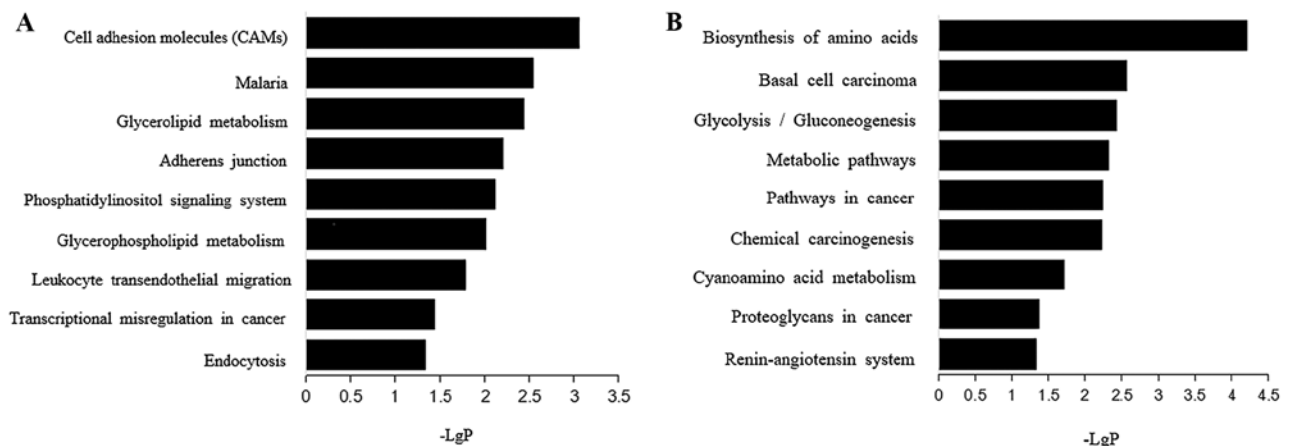 A
Cell adhesion molecules (CAMs)
Malaria
Glycerolipid metabolism
Adherens junction
Phosphatidylinositol signaling system
Glycerophospholipid metabolism
Leukocyte transendothelial migration
Transcriptional misregulation in cancer
Endocytosis
0 0.5 1 1.5 2 2.5 3 3.5
-LgP
B
Biosynthesis of amino acids
Basal cell carcinoma
Glycolysis / Gluconeogenesis
Metabolic pathways
Pathways in cancer
Chemical carcinogenesis
Cyanoamino acid metabolism
Proteoglycans in cancer
Renin-angiotensin system
0 0.5 1 1.5 2 2.5 3 3.5 4 4.5
-LgP